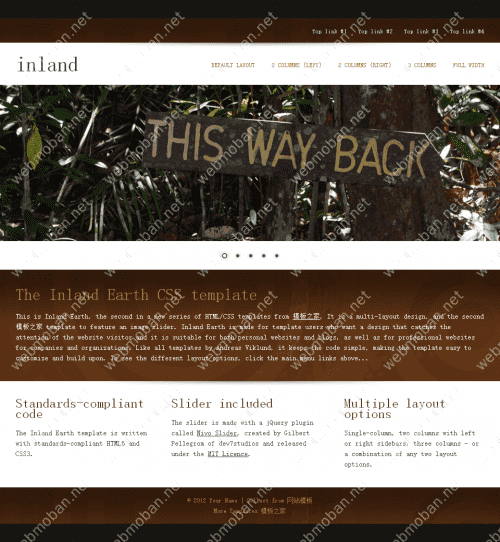 Top link #1 Top link #2 Top link #3 Top link #4
inland
DEFAULT LAYOUT 2 COLUMNS (LEFT) 2 COLUMNS (RIGHT) 3 COLUMNS FULL WIDTH
THIS WAY BACK
The Inland Earth CSS template
This is Inland Earth, the second in a new series of HTML/CSS templates from 模板之家. It is a multi-layout design, and the second
模板之家 template to feature an image slider. Inland Earth is made for template users who want a design that catches the
attention of the website visitor and it is suitable for both personal websites and blogs, as well as for professional websites
for companies and organizations. Like all templates by Andreas Viklund, it keeps the code simple, making the template easy to
customize and build upon. To see the different layout options, click the main menu links above...
Standards-compliant
code
The Inland Earth template is written
with standards-compliant HTML5 and
CSS3.
Slider included
The slider is made with a jQuery plugin
called Nivo Slider, created by Gilbert
Pellegrom of dev7studios and released
under the MIT Licence.
Multiple layout
options
Single-column, two columns with left
or right sidebars, three columns - or
a combination of any two layout
options.
© 2012 Your Name | Collect from 网站模板
More Templates 模板之家
webmoban.net